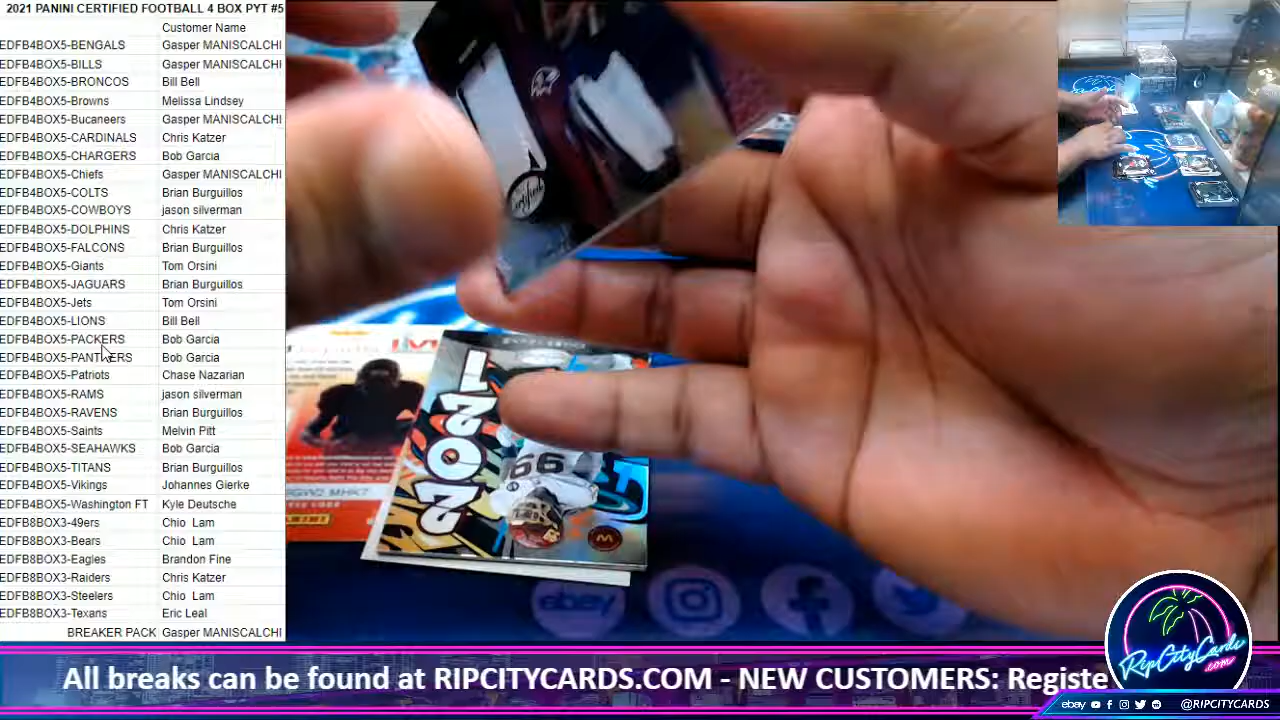 2021 PANINI CERTIFIED FOOTBALL 4 BOX PYT #5
Customer Name
EDFB4BOX5-BENGALS Gasper MANISCALCHI
EDFB4BOX5-BILLS Gasper MANISCALCHI
EDFB4BOX5-BRONCOS Bill Bell
EDFB4BOX5-Browns Melissa Lindsey
EDFB4BOX5-Bucaneers Gasper MANISCALCHI
EDFB4BOX5-CARDINALS Chris Katzer
EDFB4BOX5-CHARGERS Bob Garcia
EDFB4BOX5-Chiefs Gasper MANISCALCHI
EDFB4BOX5-COLTS Brian Burguillos
EDFB4BOX5-COWBOYS jason silverman
EDFB4BOX5-DOLPHINS Chris Katzer
EDFB4BOX5-FALCONS Brian Burguillos
EDFB4BOX5-Giants Tom Orsini
EDFB4BOX5-JAGUARS Brian Burguillos
EDFB4BOX5-Jets Tom Orsini
EDFB4BOX5-LIONS Bill Bell
EDFB4BOX5-PACKERS Bob Garcia
EDFB4BOX5-PANTHERS Bob Garcia
EDFB4BOX5-Patriots Chase Nazarian
EDFB4BOX5-RAMS jason silverman
EDFB4BOX5-RAVENS Brian Burguillos
EDFB4BOX5-Saints Melvin Pitt
EDFB4BOX5-SEAHAWKS Bob Garcia
EDFB4BOX5-TITANS Brian Burguillos
EDFB4BOX5-Vikings Johannes Gierke
EDFB4BOX5-Washington FT Kyle Deutsche
EDFB8BOX3-49ers Chio Lam
EDFB8BOX3-Bears Chio Lam
EDFB8BOX3-Eagles Brandon Fine
EDFB8BOX3-Raiders Chris Katzer
EDFB8BOX3-Steelers Chio Lam
EDFB8BOX3-Texans Eric Leal
BREAKER PACK Gasper MANISCALCHI
Certified
2021
99
PANINI
ebay
All breaks can be found at RIPCITYCARDS.COM - NEW CUSTOMERS: Registe
RipCityCards
.com
ebay @RIPCITYCARDS